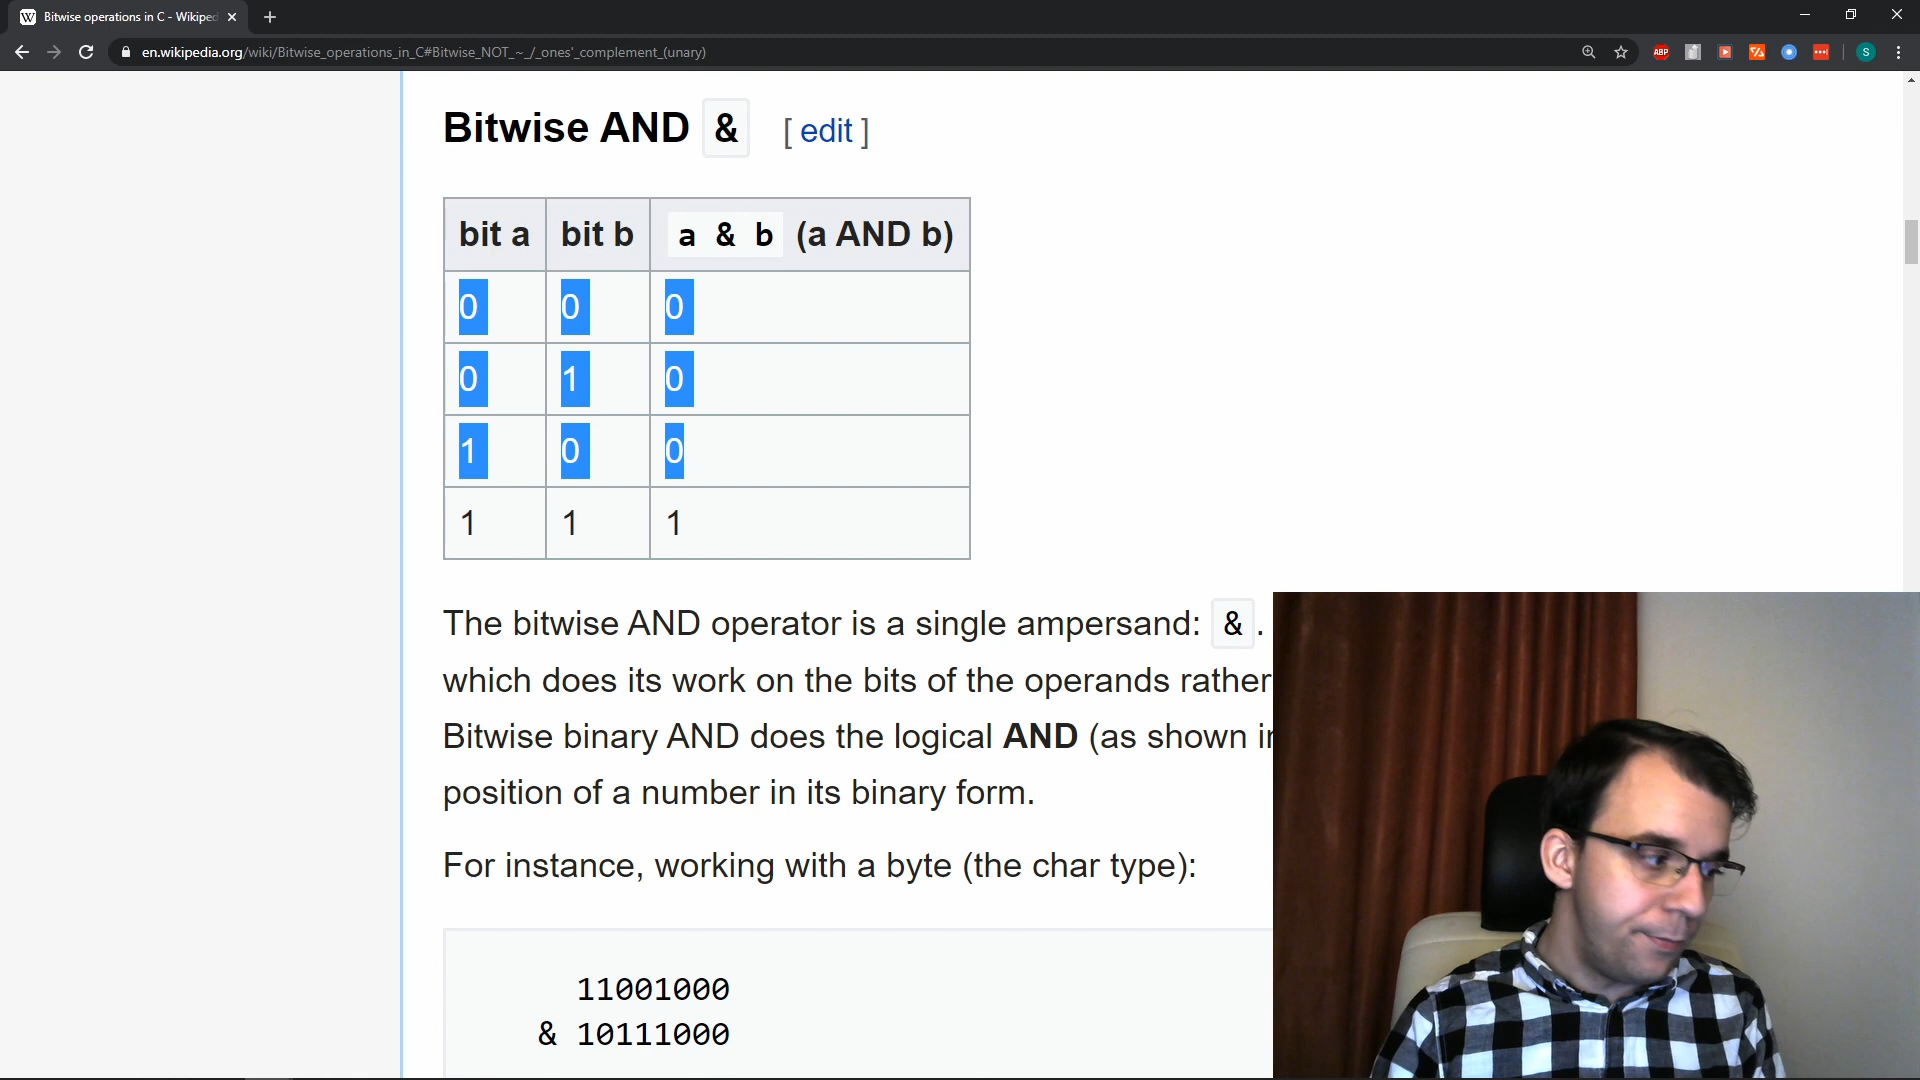 Bitwise operations in C - Wikiped
en.wikipedia.org/wiki/Bitwise_operations_in_C#Bitwise_NOT_~_/_ones'_complement_(unary)
ABP
S
Bitwise AND & [ edit ]
bit a bit b a & b (a AND b)
0 0 0
0 1 0
1 0 0
1 1 1
The bitwise AND operator is a single ampersand: & .
which does its work on the bits of the operands rather
Bitwise binary AND does the logical AND (as shown in
position of a number in its binary form.
For instance, working with a byte (the char type):
11001000
& 10111000